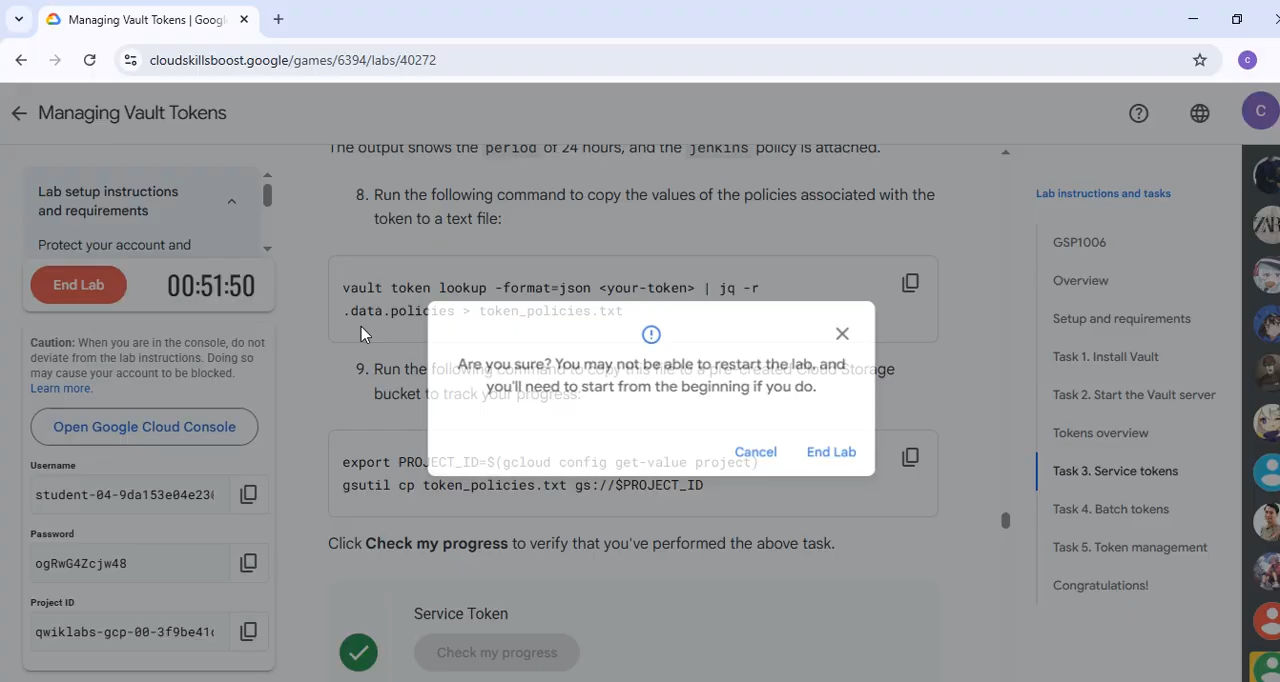 Managing Vault Tokens | Googl
cloudskillsboost.google/games/6394/labs/40272
C
Managing Vault Tokens
C
Lab setup instructions
and requirements
Protect your account and
End Lab
00:51:50
Caution: When you are in the console, do not
deviate from the lab instructions. Doing so
may cause your account to be blocked.
Learn more.
Open Google Cloud Console
Username
student-04-9da153e04e23
Password
ogRwG4Zcjw48
Project ID
qwiklabs-gcp-00-3f9be41
The output shows the period of 24 hours, and the jenkins policy is attached.
8. Run the following command to copy the values of the policies associated with the
token to a text file:
vault token lookup -format=json <your-token> | jq -r
.data.policies > token_policies.txt
9. Run the following command to copy this file to a pre-created Cloud Storage
bucket to track your progress:
export PROJECT_ID=$(gcloud config get-value project)
gsutil cp token_policies.txt gs://$PROJECT_ID
Click Check my progress to verify that you've performed the above task.
Service Token
Check my progress
Are you sure? You may not be able to restart the lab, and
you'll need to start from the beginning if you do.
Cancel
End Lab
Lab instructions and tasks
GSP1006
Overview
Setup and requirements
Task 1. Install Vault
Task 2. Start the Vault server
Tokens overview
Task 3. Service tokens
Task 4. Batch tokens
Task 5. Token management
Congratulations!